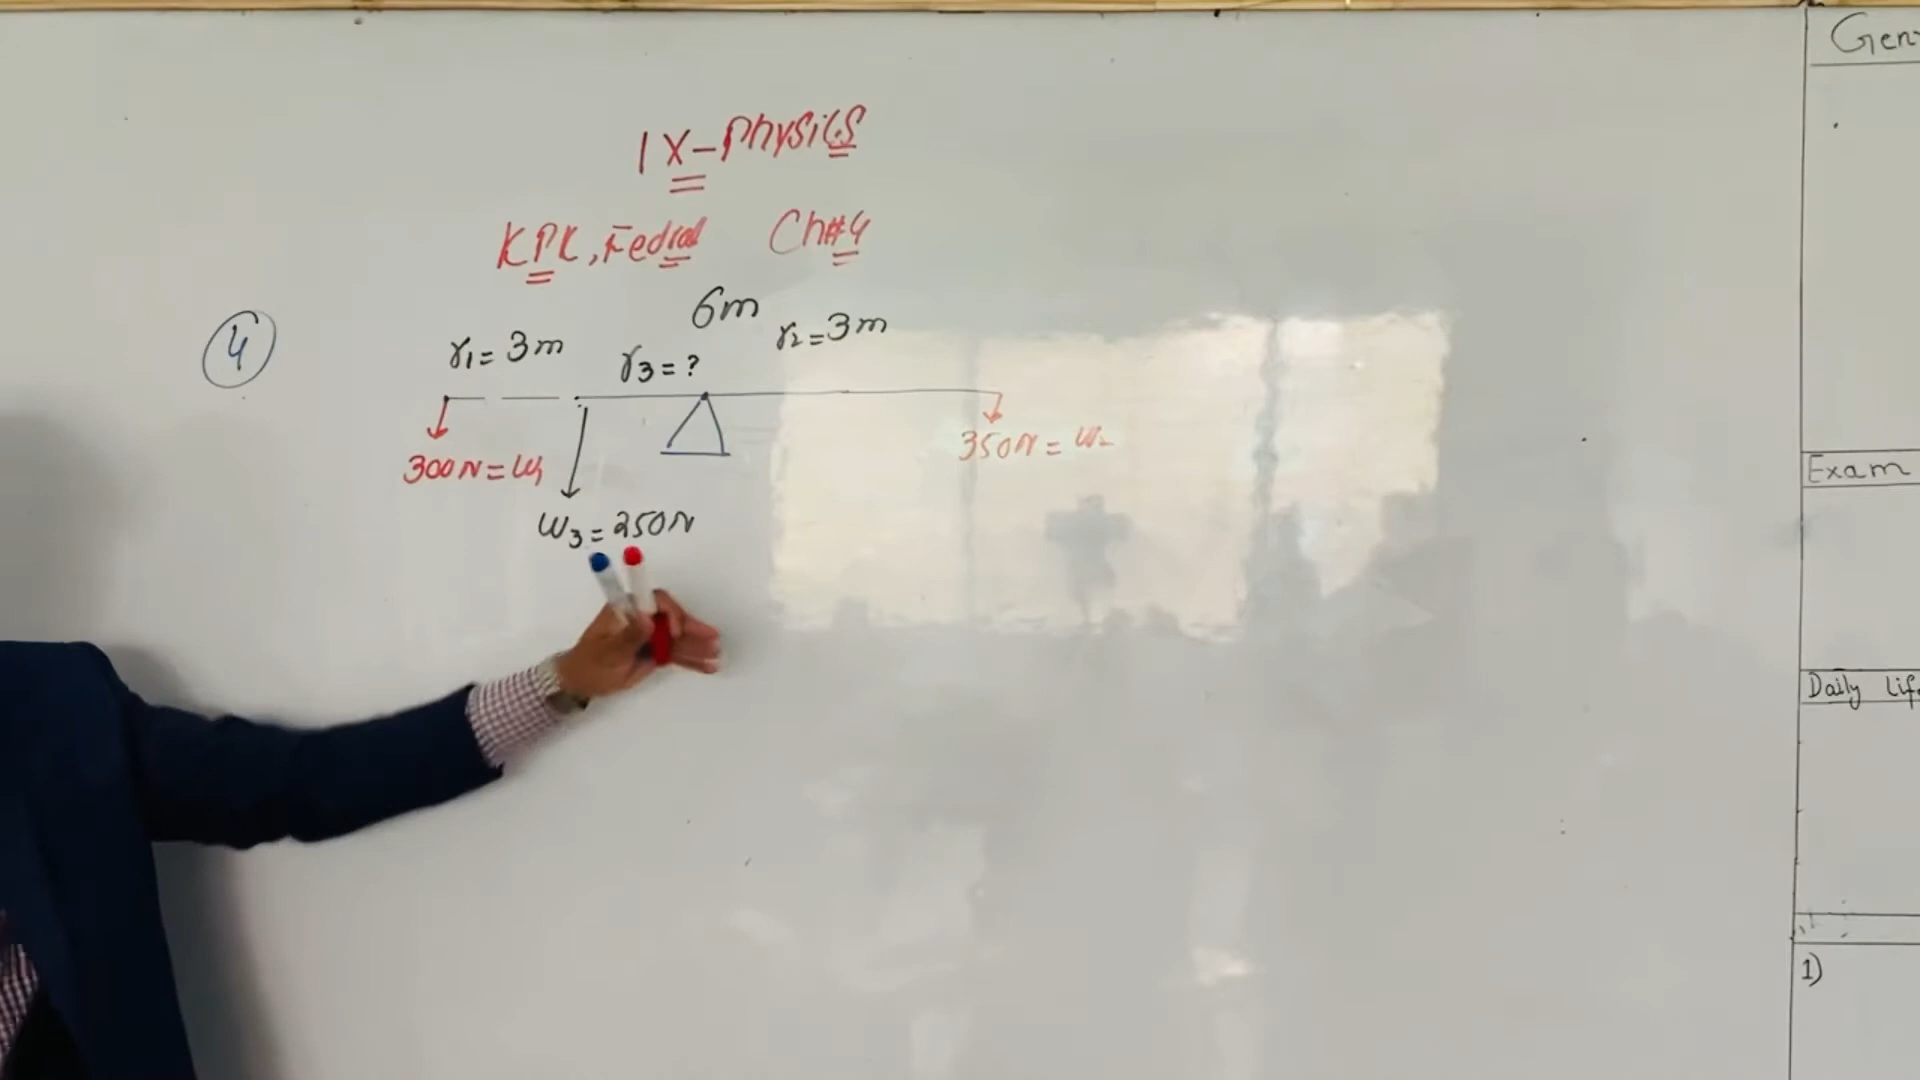 IX-Physics
KPK, Fedral Ch#4
4
6m
r1 = 3m
r3 = ?
r2 = 3m
300N = W1
350N = W2
W3 = 250N
Gen
Exam
Daily Lif
1)